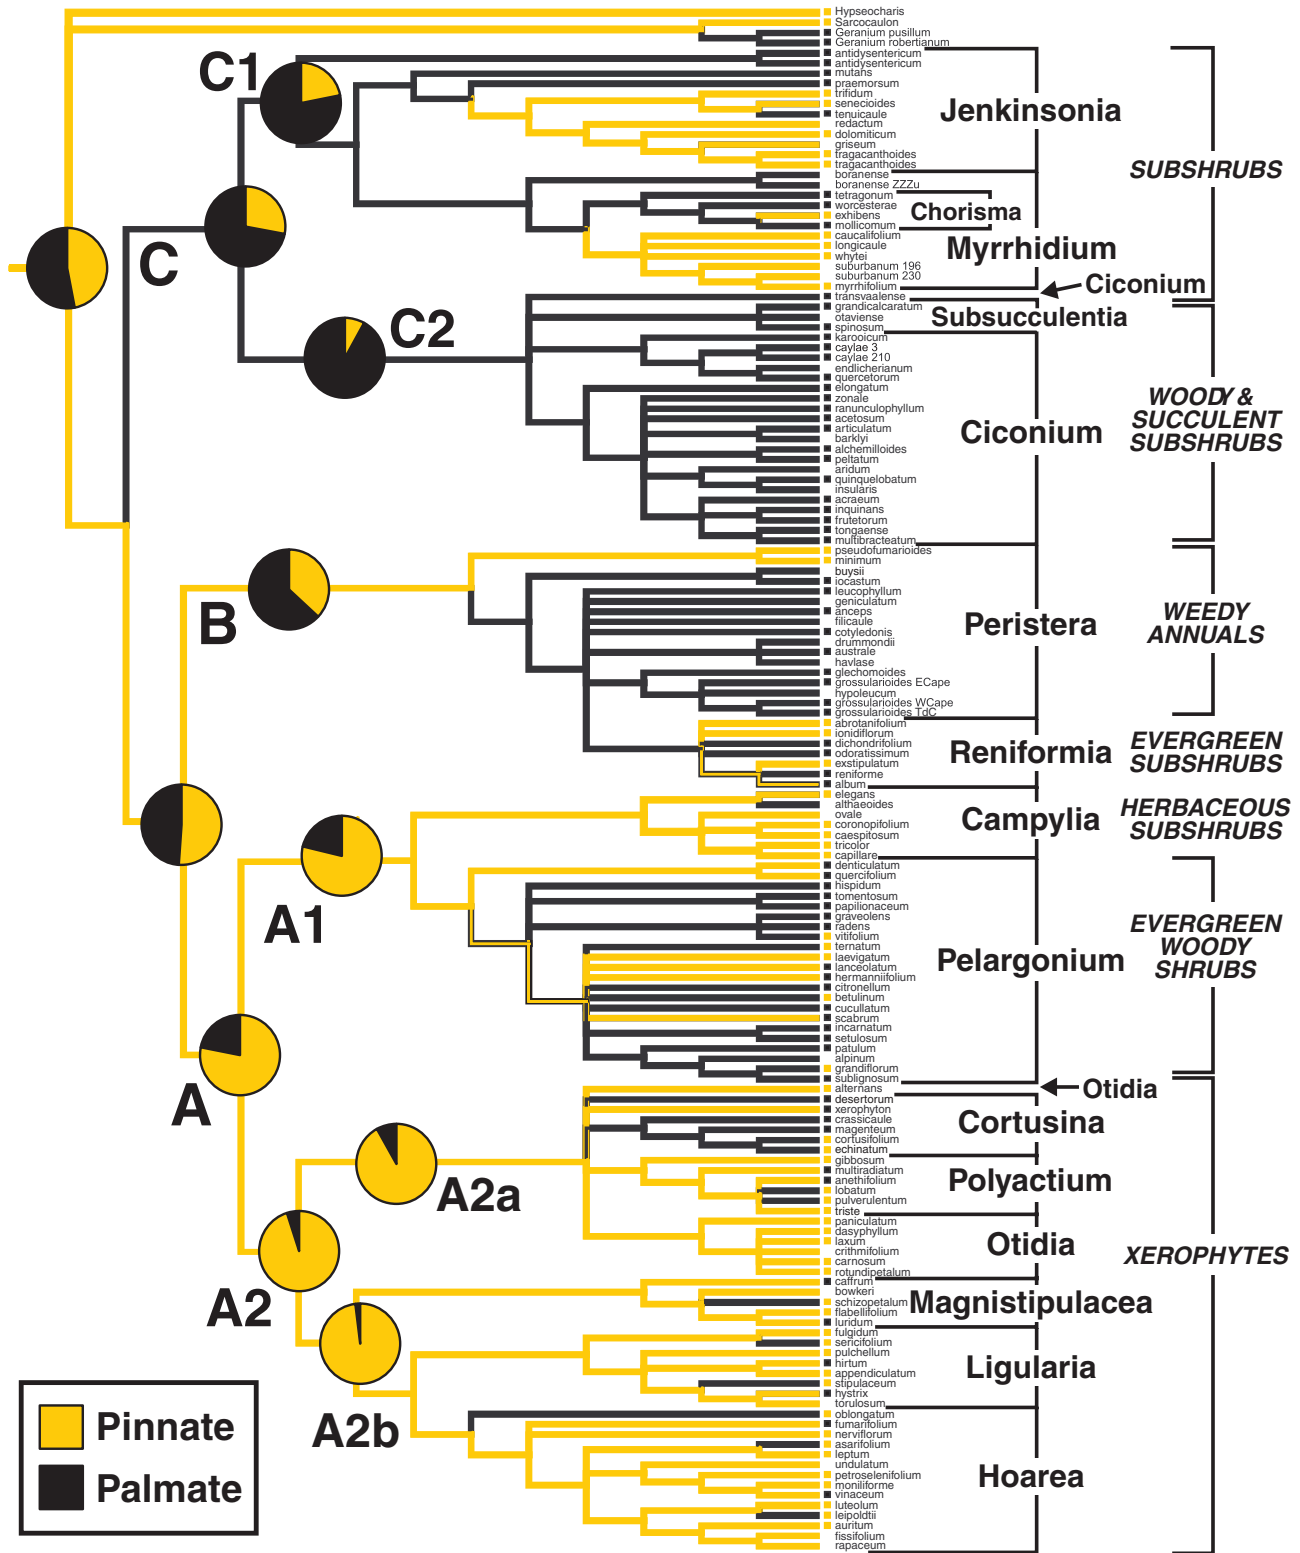 Hypseocharis
Sarcocaulon
Geranium pusillum
Geranium robertianum
antidysentericum
antidysentericum
mutans
praemorsum
trifidum
senecioides
tenuicaule
redactum
dolomiticum
griseum
tragacanthoides
tragacanthoides
boranense
boranense ZZZu
tetragonum
worcesterae
exhibens
mollicomum
caucalifolium
longicaule
whytei
suburbanum 196
suburbanum 230
myrrhifolium
transvaalense
grandicalcaratum
otaviense
spinosum
karooicum
caylae 3
caylae 210
endlicherianum
quercetorum
elongatum
zonale
ranunculophyllum
acetosum
articulatum
barklyi
alchemilloides
peltatum
aridum
quinquelobatum
insularis
acraeum
inquinans
frutetorum
tongaense
multibracteatum
pseudofumarioides
minimum
buysii
iocastum
leucophyllum
geniculatum
anceps
filicaule
cotyledonis
drummondii
australe
havlase
glechomoides
grossularioides ECape
hypoleucum
grossularioides WCape
grossularioides TdC
abrotanifolium
ionidiflorum
dichondrifolium
odoratissimum
exstipulatum
reniforme
album
elegans
althaeoides
ovale
coronopifolium
caespitosum
tricolor
capillare
denticulatum
quercifolium
hispidum
tomentosum
papilionaceum
graveolens
radens
vitifolium
ternatum
laevigatum
lanceolatum
hermanniifolium
citronellum
betulinum
cucullatum
scabrum
incarnatum
setulosum
patulum
alpinum
grandiflorum
sublignosum
alternans
desertorum
xerophyton
crassicaule
magenteum
cortusifolium
echinatum
gibbosum
multiradiatum
anethifolium
lobatum
pulverulentum
triste
paniculatum
dasyphyllum
laxum
crithmifolium
carnosum
rotundipetalum
caffrum
bowkeri
schizopetalum
flabellifolium
luridum
fulgidum
sericifolium
pulchellum
hirtum
appendiculatum
stipulaceum
hystrix
torulosum
oblongatum
fumarifolium
nerviflorum
asarifolium
leptum
undulatum
petroselenifolium
moniliforme
vinaceum
luteolum
leipoldtii
auritum
fissifolium
rapaceum
C1
C
C2
B
A1
A
A2a
A2
A2b
Jenkinsonia
Chorisma
Myrrhidium
Ciconium
Subsucculentia
Ciconium
Peristera
Reniformia
Campylia
Pelargonium
Otidia
Cortusina
Polyactium
Otidia
Magnistipulacea
Ligularia
Hoarea
SUBSHRUBS
WOODY &
SUCCULENT
SUBSHRUBS
WEEDY
ANNUALS
EVERGREEN
SUBSHRUBS
HERBACEOUS
SUBSHRUBS
EVERGREEN
WOODY
SHRUBS
XEROPHYTES
Pinnate
Palmate